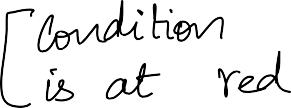 Condition
is at red